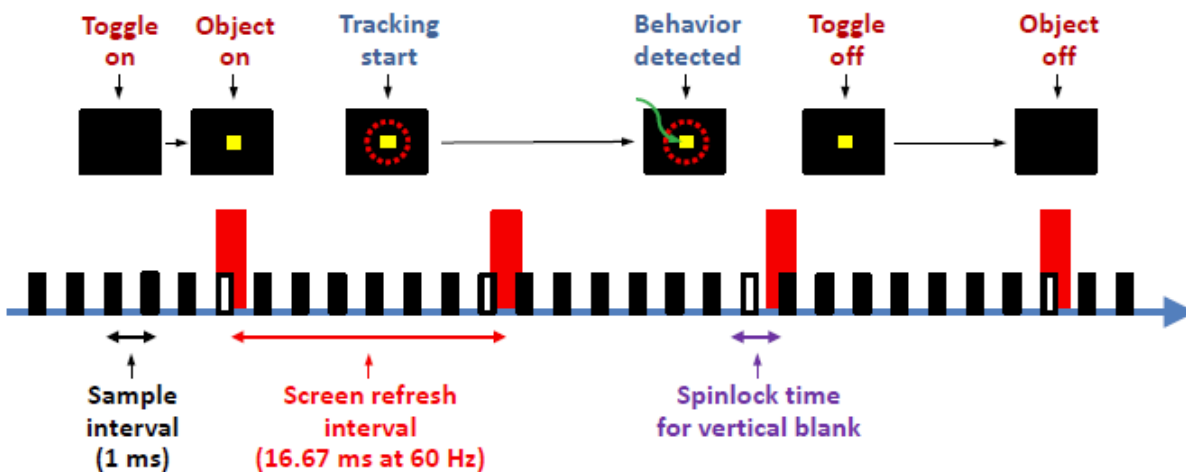 Toggle
on
Object
on
Tracking
start
Behavior
detected
Toggle
off
Object
off
Sample
interval
(1 ms)
Screen refresh
interval
(16.67 ms at 60 Hz)
Spinlock time
for vertical blank